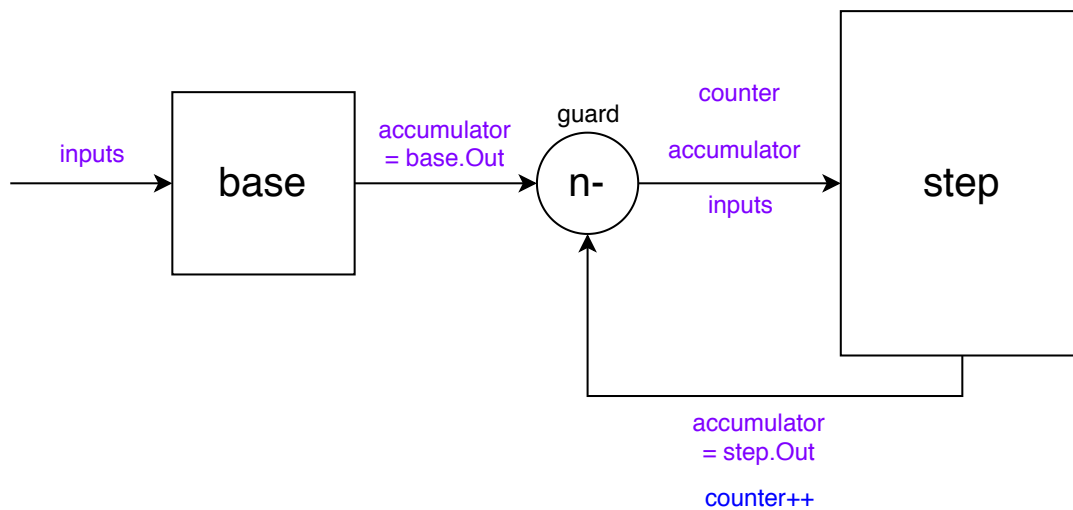 inputs
base
accumulator
= base.Out
guard
n-
counter
accumulator
inputs
step
accumulator
= step.Out
counter++